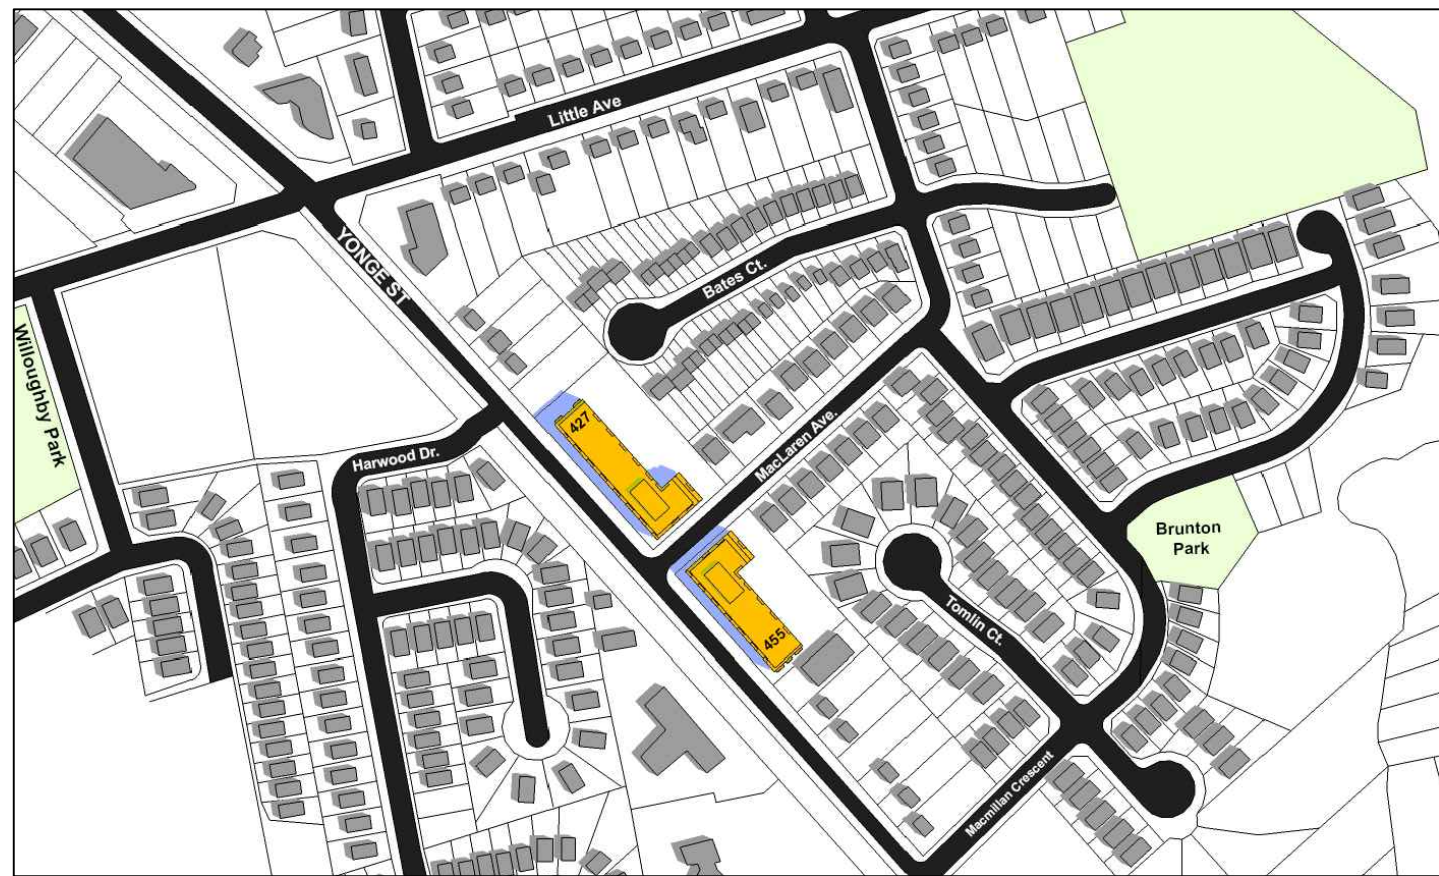 Little Ave
YONGE ST
Bates Ct.
Willoughby Park
427
MacLaren Ave.
Harwood Dr.
Brunton
Park
Tomlin Ct.
455
Macmillan Crescent